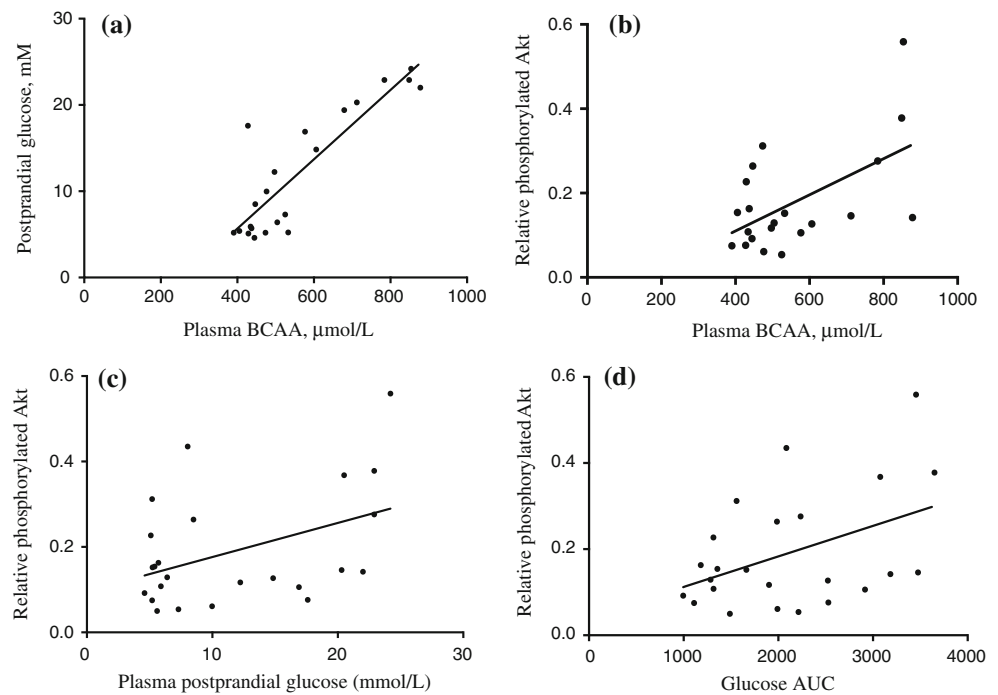 (a)
30
20
10
0
Postprandial glucose, mM
0 200 400 600 800 1000
Plasma BCAA, μmol/L
(b)
0.6
0.4
0.2
0.0
Relative phosphorylated Akt
0 200 400 600 800 1000
Plasma BCAA, μmol/L
(c)
0.6
0.4
0.2
0.0
Relative phosphorylated Akt
0 10 20 30
Plasma postprandial glucose (mmol/L)
(d)
0.6
0.4
0.2
0.0
Relative phosphorylated Akt
0 1000 2000 3000 4000
Glucose AUC